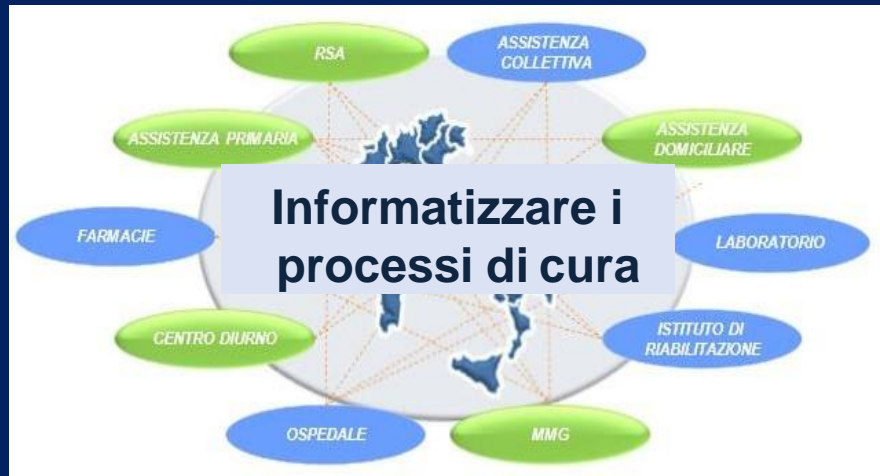 RSA
ASSISTENZA
COLLETTIVA
ASSISTENZA PRIMARIA
ASSISTENZA
DOMICILIARE
Informatizzare i
processi di cura
FARMACIE
LABORATORIO
CENTRO DIURNO
ISTITUTO DI
RIABILITAZIONE
OSPEDALE
MMG